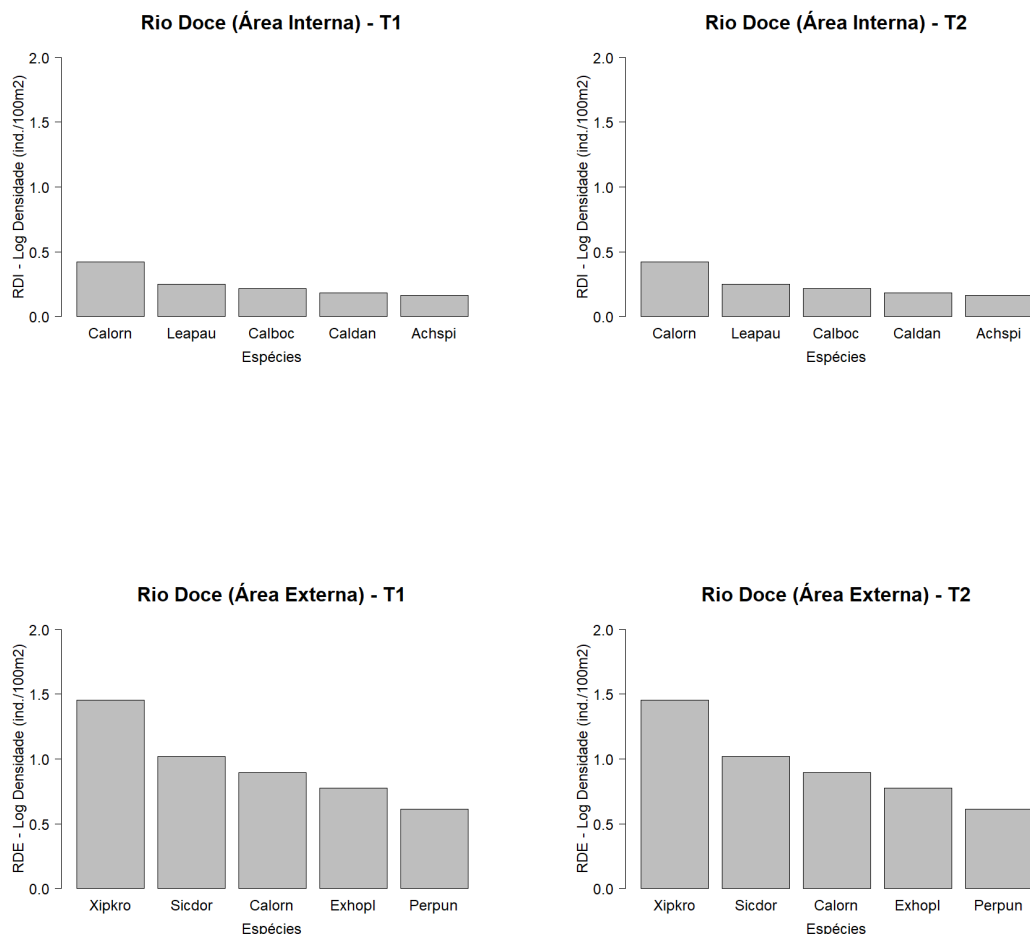 Rio Doce (Área Interna) - T1
RDI - Log Densidade (ind./100m2)
2.0
1.5
1.0
0.5
0.0
Calorn Leapau Calboc Caldan Achspi
Espécies
Rio Doce (Área Interna) - T2
RDI - Log Densidade (ind./100m2)
2.0
1.5
1.0
0.5
0.0
Calorn Leapau Calboc Caldan Achspi
Espécies
Rio Doce (Área Externa) - T1
RDE - Log Densidade (ind./100m2)
2.0
1.5
1.0
0.5
0.0
Xipkro Sicdor Calorn Exhopl Perpun
Espécies
Rio Doce (Área Externa) - T2
RDE - Log Densidade (ind./100m2)
2.0
1.5
1.0
0.5
0.0
Xipkro Sicdor Calorn Exhopl Perpun
Espécies